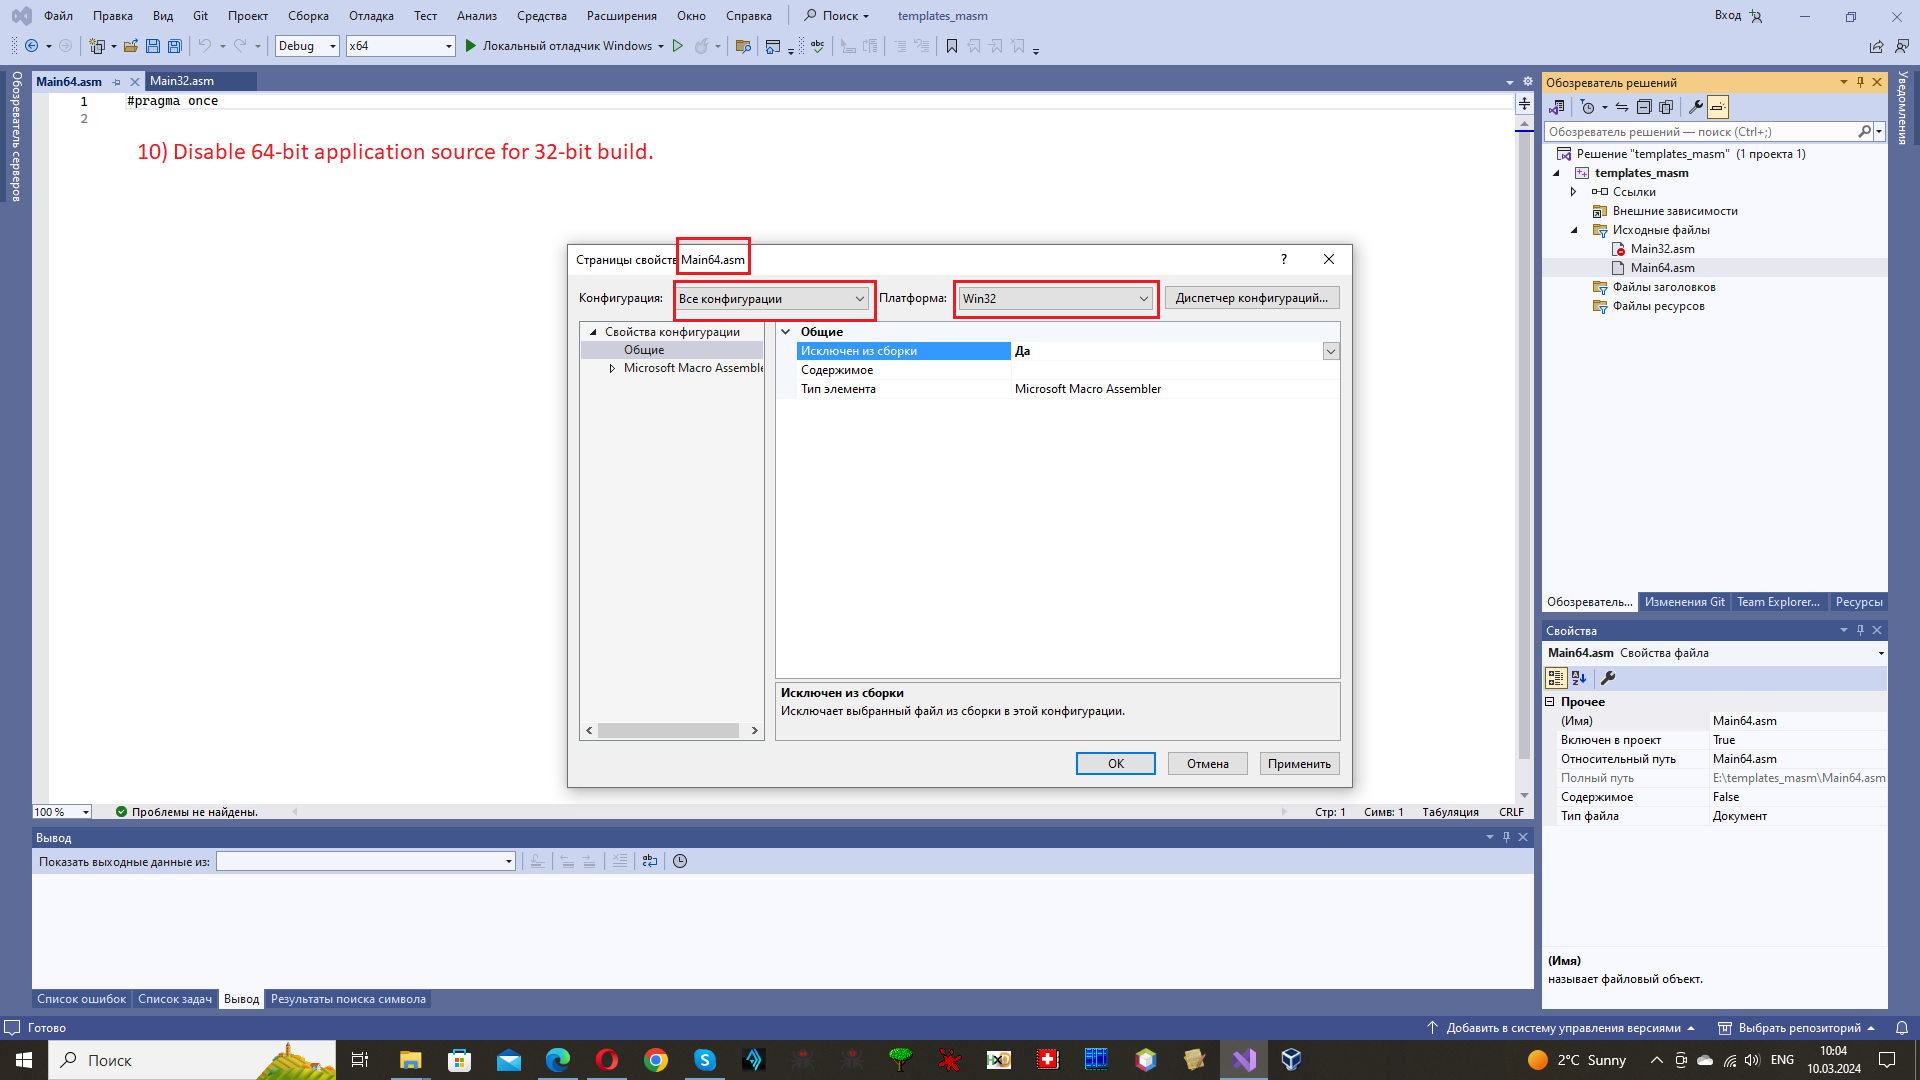 Файл Правка Вид Git Проект Сборка Отладка Тест Анализ Средства Расширения Окно Справка Поиск templates_masm Вход
Debug x64 Локальный отладчик Windows
Обозреватель серверов
Main64.asm Main32.asm
1 #pragma once
2
10) Disable 64-bit application source for 32-bit build.
Страницы свойств Main64.asm ?
Конфигурация: Все конфигурации Платформа: Win32 Диспетчер конфигураций...
Свойства конфигурации
Общие
Microsoft Macro Assemble
Общие
Исключен из сборки Да
Содержимое
Тип элемента Microsoft Macro Assembler
Исключен из сборки
Исключает выбранный файл из сборки в этой конфигурации.
ОК Отмена Применить
100 % Проблемы не найдены. Стр: 1 Симв: 1 Табуляция CRLF
Вывод
Показать выходные данные из:
Список ошибок Список задач Вывод Результаты поиска символа
Обозреватель решений
Обозреватель решений — поиск (Ctrl+;)
Решение "templates_masm" (1 проекта 1)
templates_masm
Ссылки
Внешние зависимости
Исходные файлы
Main32.asm
Main64.asm
Файлы заголовков
Файлы ресурсов
Обозреватель... Изменения Git Team Explorer... Ресурсы
Свойства
Main64.asm Свойства файла
Прочее
(Имя) Main64.asm
Включен в проект True
Относительный путь Main64.asm
Полный путь E:\templates_masm\Main64.asm
Содержимое False
Тип файла Документ
(Имя)
называет файловый объект.
Уведомления
Готово Добавить в систему управления версиями Выбрать репозиторий
Поиск 2°C Sunny ENG 10:04
10.03.2024